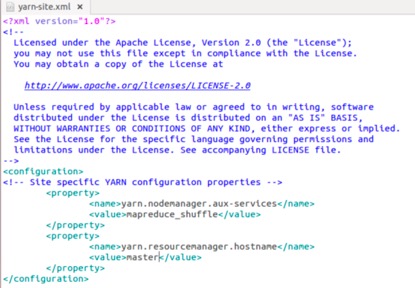 yarn-site.xml ×
<?xml version="1.0"?>
<!--
Licensed under the Apache License, Version 2.0 (the "License");
you may not use this file except in compliance with the License.
You may obtain a copy of the License at
http://www.apache.org/licenses/LICENSE-2.0
Unless required by applicable law or agreed to in writing, software
distributed under the License is distributed on an "AS IS" BASIS,
WITHOUT WARRANTIES OR CONDITIONS OF ANY KIND, either express or implied.
See the License for the specific language governing permissions and
limitations under the License. See accompanying LICENSE file.
-->
<configuration>
<!-- Site specific YARN configuration properties -->
<property>
<name>yarn.nodemanager.aux-services</name>
<value>mapreduce_shuffle</value>
</property>
<property>
<name>yarn.resourcemanager.hostname</name>
<value>master</value>
</property>
</configuration>